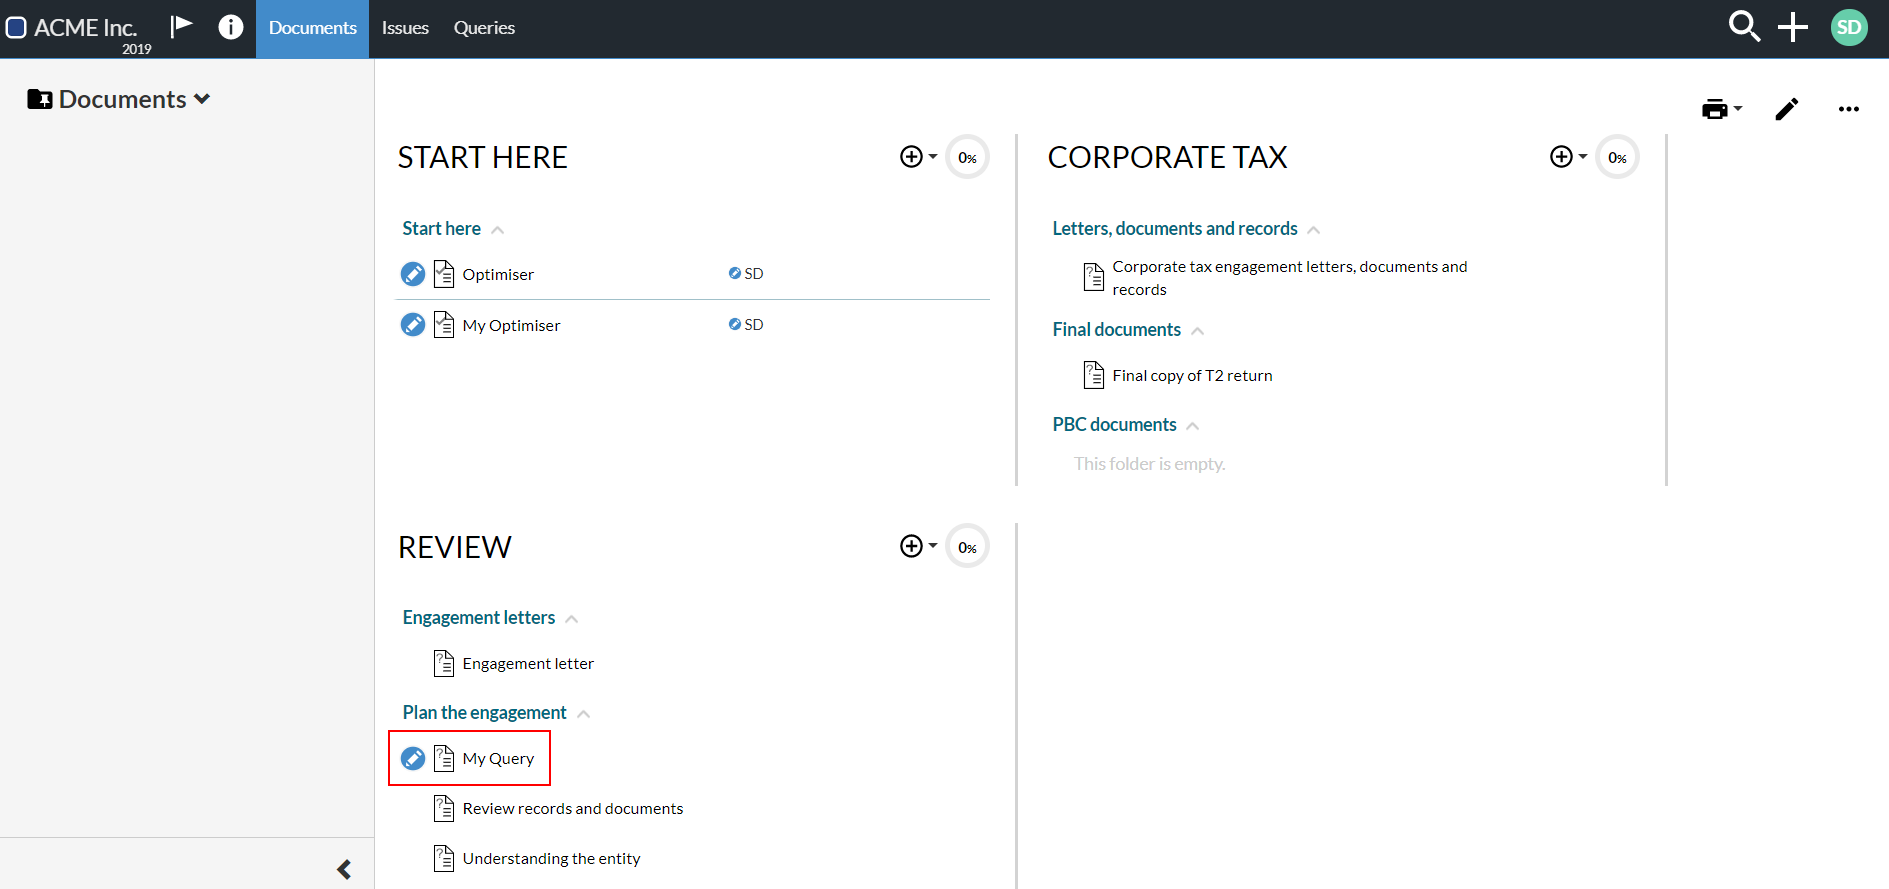 ACME Inc.
2019
Documents
Issues
Queries
SD
Documents
START HERE
0%
Start here
Optimiser
SD
My Optimiser
SD
CORPORATE TAX
0%
Letters, documents and records
Corporate tax engagement letters, documents and
records
Final documents
Final copy of T2 return
PBC documents
This folder is empty.
REVIEW
0%
Engagement letters
Engagement letter
Plan the engagement
My Query
Review records and documents
Understanding the entity